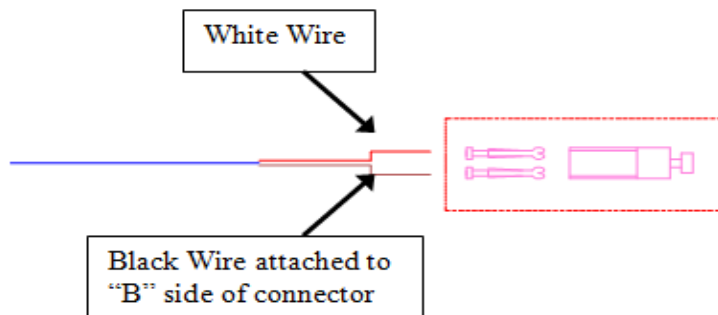 White Wire
Black Wire attached to
“B” side of connector